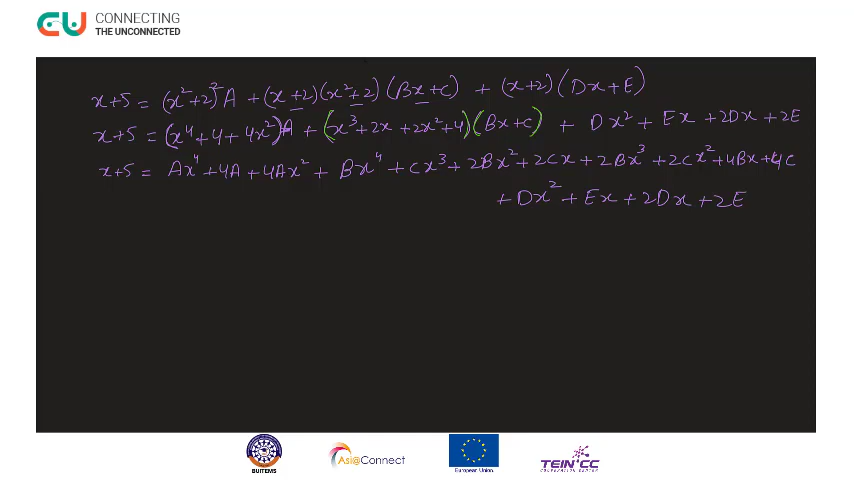 CONNECTING
THE UNCONNECTED
x+5 = (x²+2)²A + (x+2)(x²+2)(Bx+C) + (x+2)(Dx+E)
x+5 = (x⁴+4+4x²)A + (x³+2x+2x²+4)(Bx+C) + Dx² + Ex +2Dx +2E
x+5 = Ax⁴+4A+4Ax² + Bx⁴ +Cx³+2Bx²+2Cx+2Bx³+2Cx²+4Bx+4C
+Dx²+Ex+2Dx+2E
BUITEMS
Asi@Connect
European Union
TEIN*CC
COOPERATION CENTER